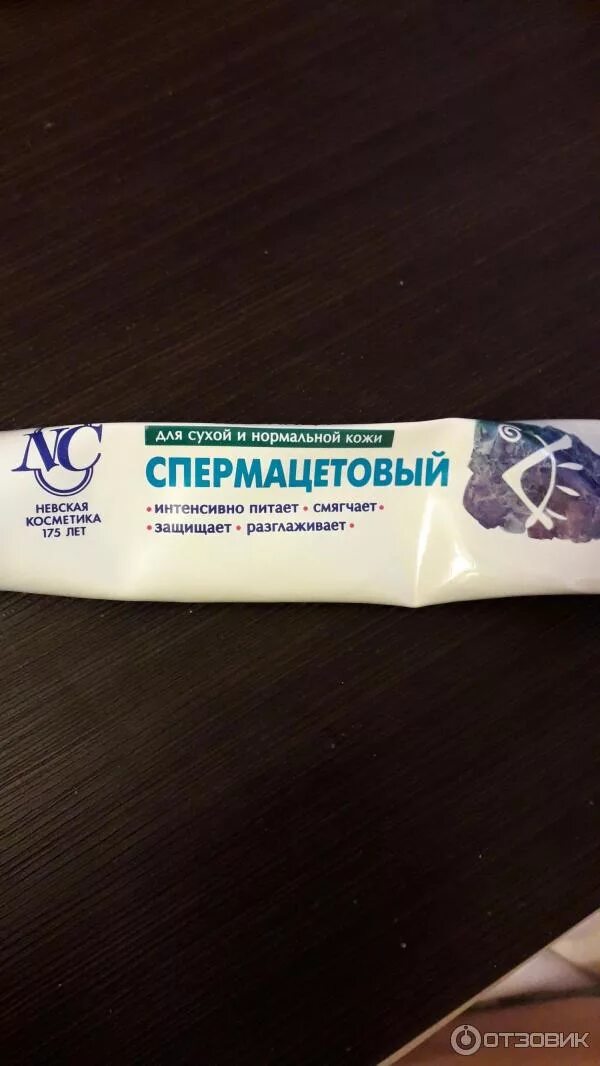 NC
НЕВСКАЯ
КОСМЕТИКА
175 ЛЕТ
ДЛЯ СУХОЙ И НОРМАЛЬНОЙ КОЖИ
СПЕРМАЦЕТОВЫЙ
• ИНТЕНСИВНО ПИТАЕТ • СМЯГЧАЕТ •
• ЗАЩИЩАЕТ • РАЗГЛАЖИВАЕТ •
ОТЗОВИК